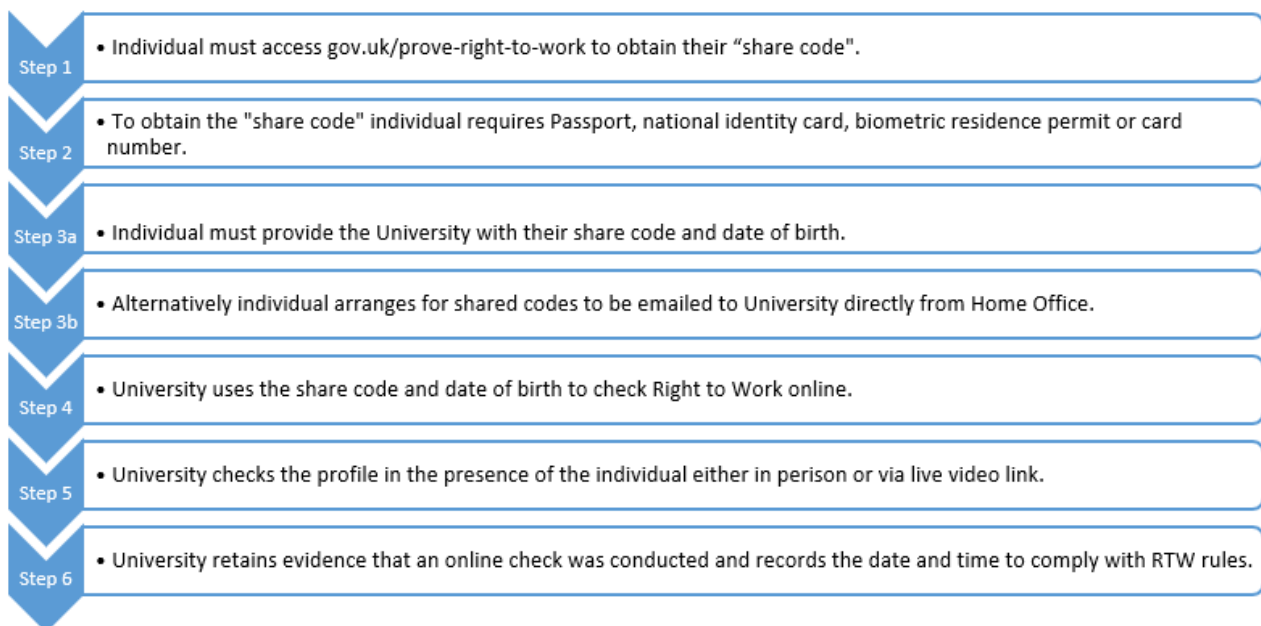 Step 1
• Individual must access gov.uk/prove-right-to-work to obtain their “share code".
Step 2
• To obtain the "share code" individual requires Passport, national identity card, biometric residence permit or card
number.
Step 3a
• Individual must provide the University with their share code and date of birth.
Step 3b
• Alternatively individual arranges for shared codes to be emailed to University directly from Home Office.
Step 4
• University uses the share code and date of birth to check Right to Work online.
Step 5
• University checks the profile in the presence of the individual either in perison or via live video link.
Step 6
• University retains evidence that an online check was conducted and records the date and time to comply with RTW rules.